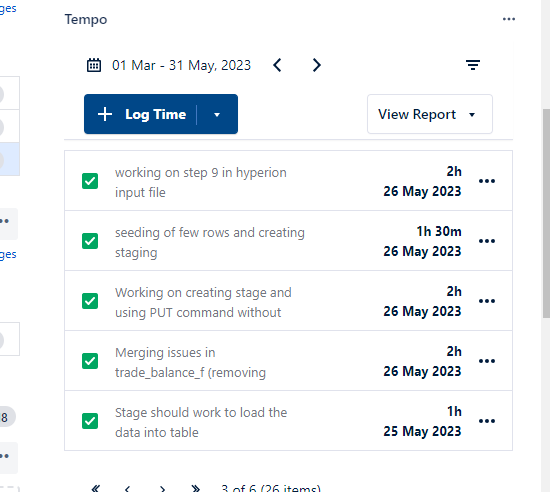 ges
Tempo
01 Mar - 31 May, 2023
Log Time
View Report
working on step 9 in hyperion
input file
2h
26 May 2023
seeding of few rows and creating
staging
1h 30m
26 May 2023
ges
Working on creating stage and
using PUT command without
2h
26 May 2023
Merging issues in
trade_balance_f (removing
2h
26 May 2023
Stage should work to load the
data into table
1h
25 May 2023
8
3 of 6 (26 items)